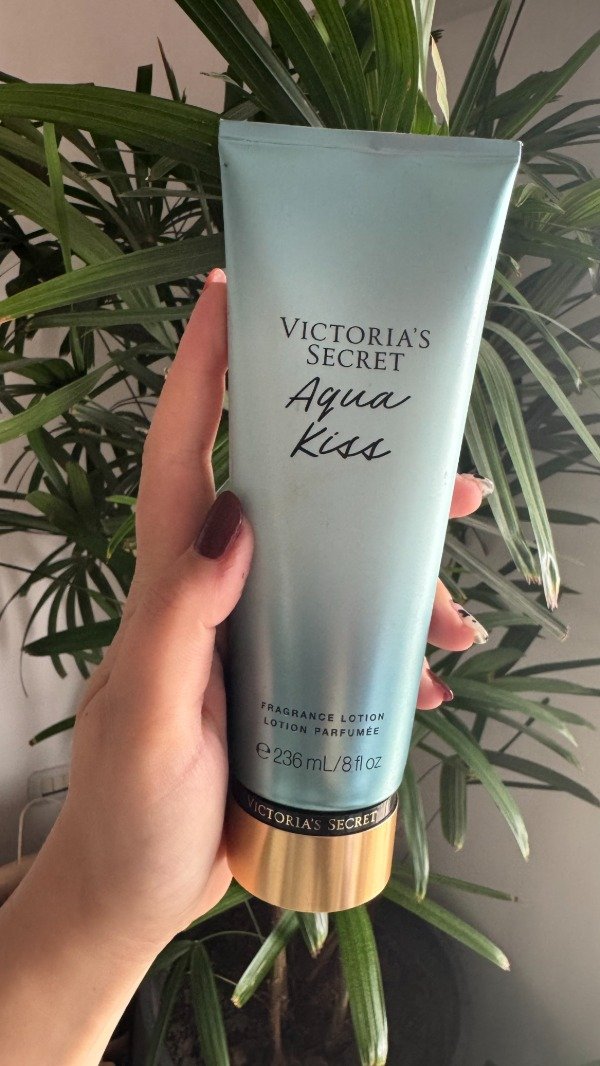 VICTORIA'S
SECRET
Aqua
Kiss
FRAGRANCE LOTION
LOTION PARFUMÉE
℮ 236 mL/8 fl oz
VICTORIA'S SECRET